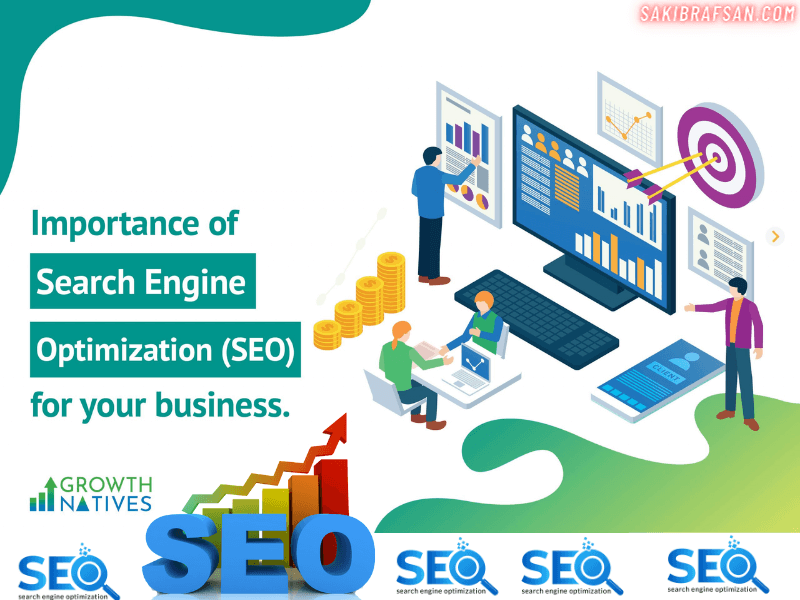 SAKIBRAFSAN.COM
Importance of
Search Engine
Optimization (SEO)
for your business.
CLIENT
GROWTH
NATIVES
SEO
SEO
search engine optimization
SEO
search engine optimization
SEO
search engine optimization
SEO
search engine optimization